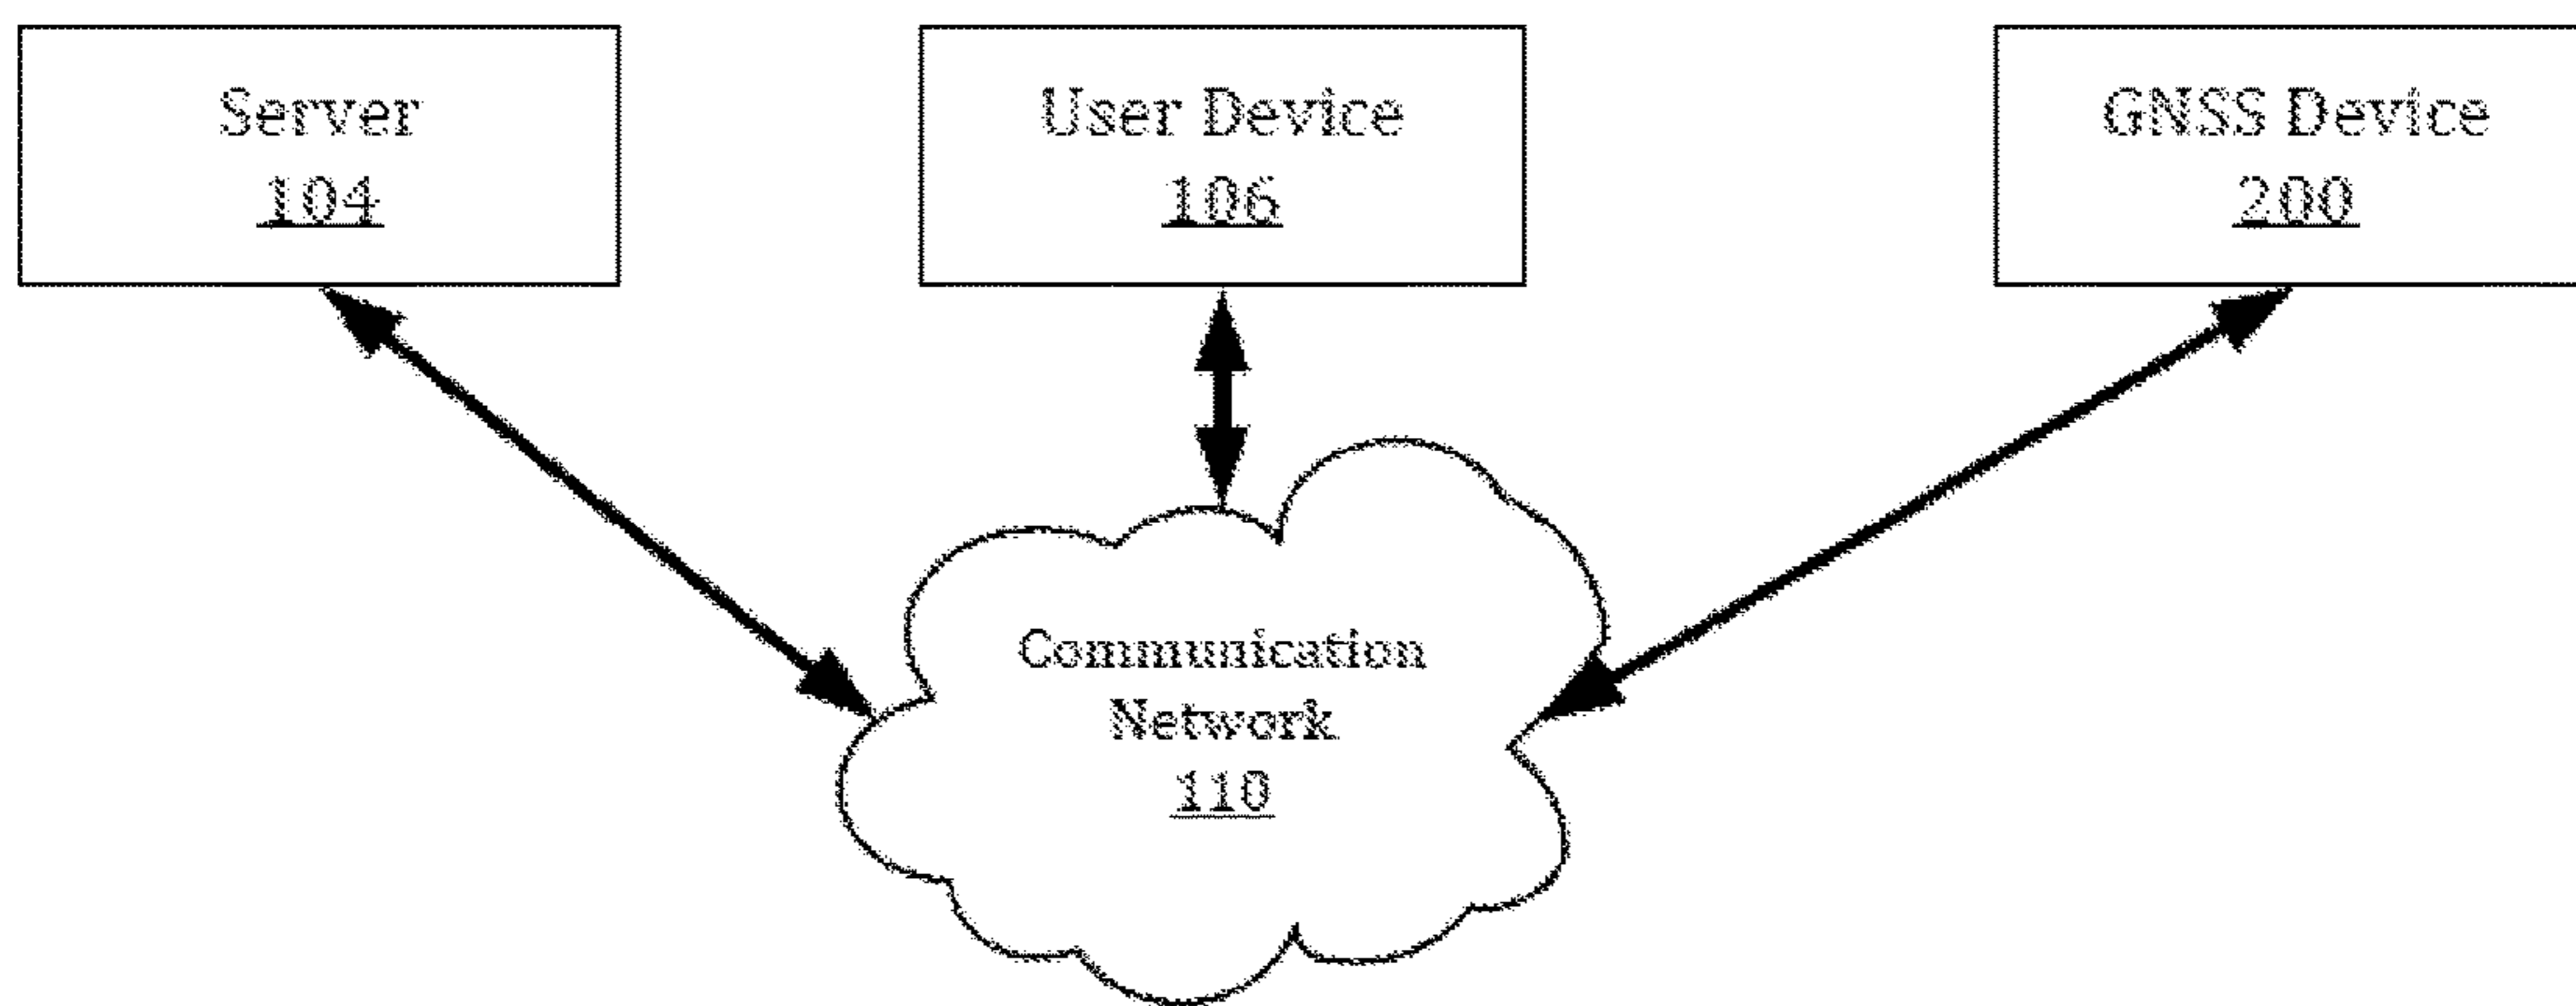 Server
104
User Device
106
GNSS Device
200
Communication
Network
110